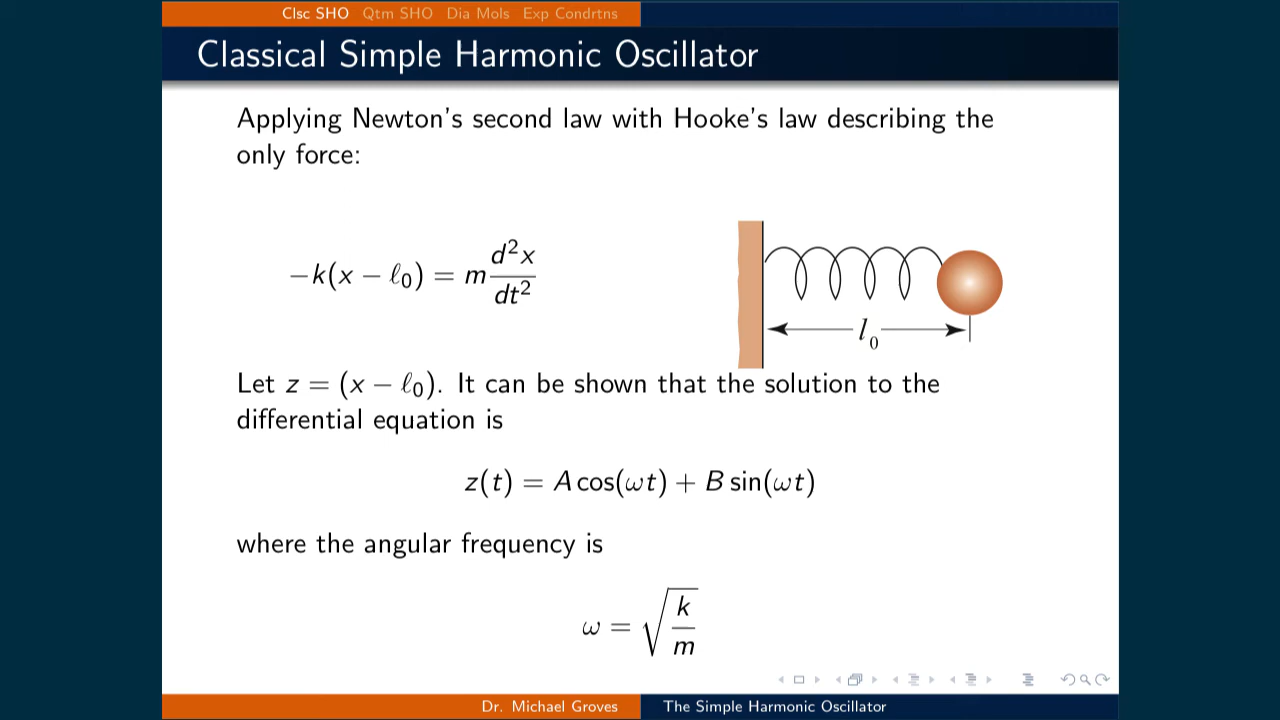 Clsc SHO Qtm SHO Dia Mols Exp Condrtns
Classical Simple Harmonic Oscillator
Applying Newton's second law with Hooke's law describing the
only force:
−k(x − ℓ₀) = m d²x/dt²
l₀
Let z = (x − ℓ₀). It can be shown that the solution to the
differential equation is
z(t) = A cos(ωt) + B sin(ωt)
where the angular frequency is
ω = √(k/m)
Dr. Michael Groves The Simple Harmonic Oscillator